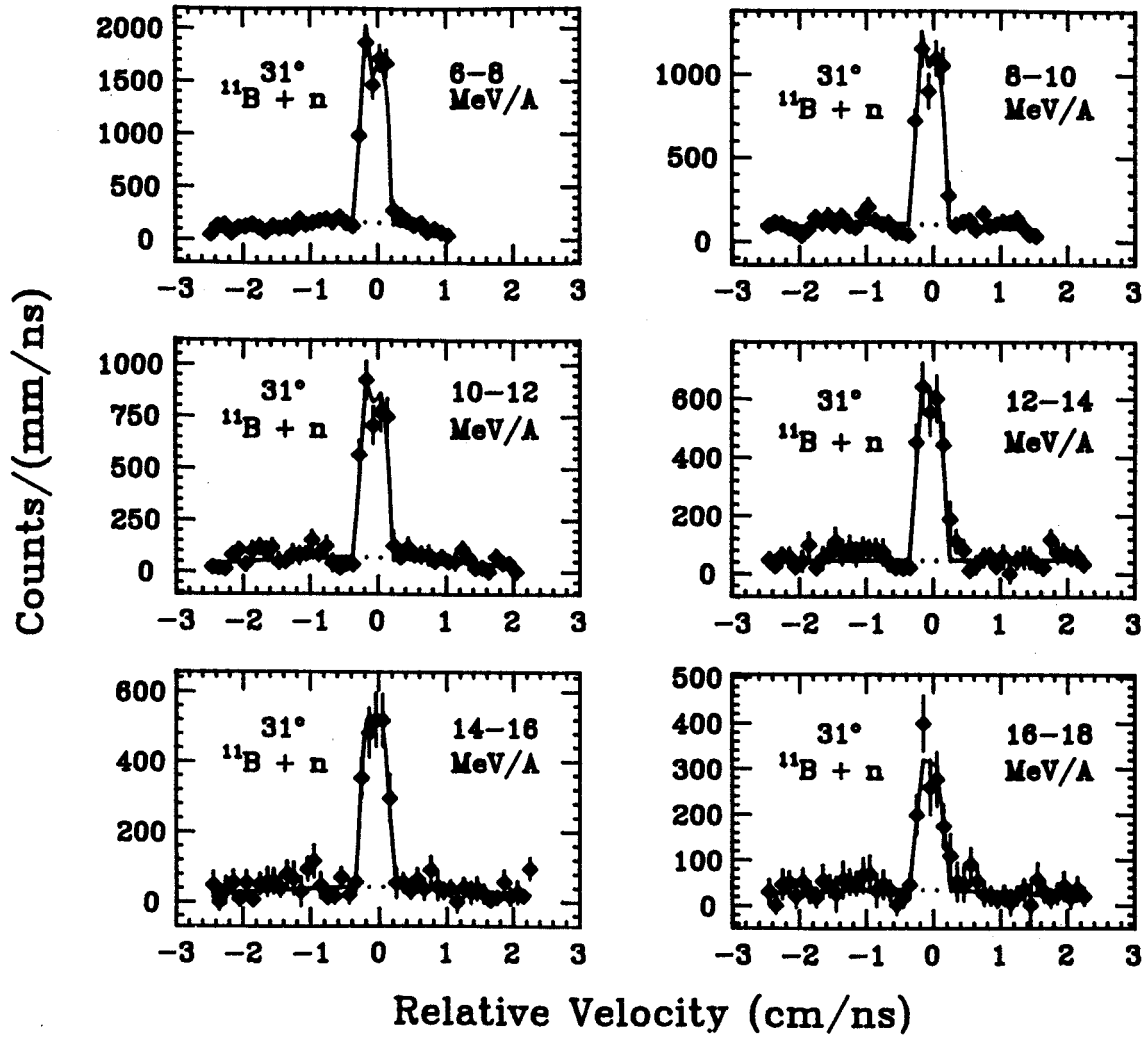 2000
1500
1000
500
0
31° 6–8
¹¹B + n MeV/A
−3 −2 −1 0 1 2 3
1000
500
0
31° 8–10
¹¹B + n MeV/A
−3 −2 −1 0 1 2 3
1000
750
500
250
0
31° 10–12
¹¹B + n MeV/A
−3 −2 −1 0 1 2 3
600
400
200
0
31° 12–14
¹¹B + n MeV/A
−3 −2 −1 0 1 2 3
600
400
200
0
31° 14–16
¹¹B + n MeV/A
−3 −2 −1 0 1 2 3
500
400
300
200
100
0
31° 16–18
¹¹B + n MeV/A
−3 −2 −1 0 1 2 3
Counts/(mm/ns)
Relative Velocity (cm/ns)